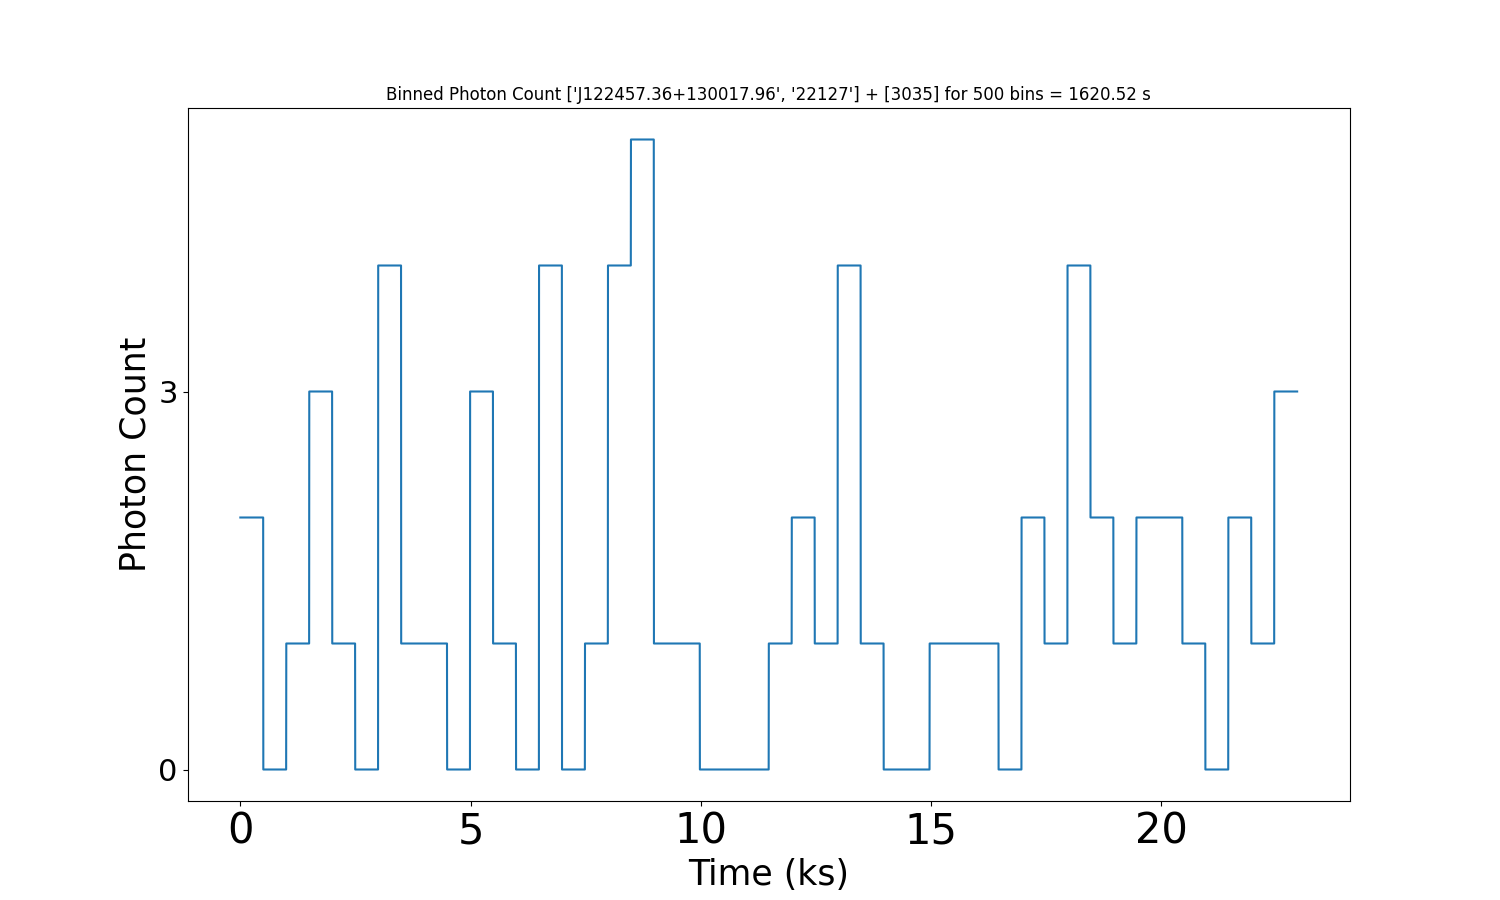 Binned Photon Count ['J122457.36+130017.96', '22127'] + [3035] for 500 bins = 1620.52 s
Photon Count
3
0
0 5 10 15 20
Time (ks)